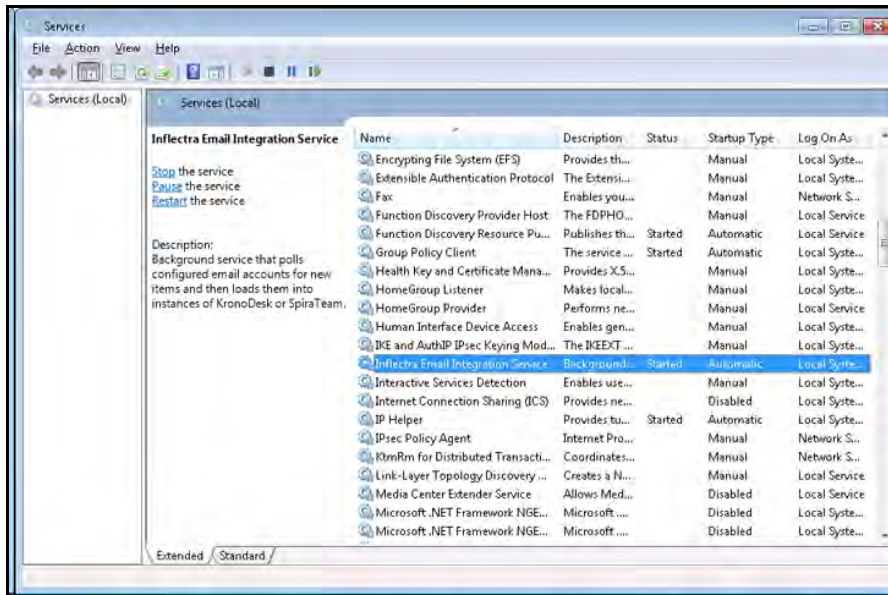 Services
File Action View Help
Services (Local)
Services (Local)
Inflectra Email Integration Service
Stop the service
Pause the service
Restart the service
Description:
Background service that polls
configured email accounts for new
items and then loads them into
instances of KronoDesk or SpiraTeam.
Name Description Status Startup Type Log On As
Encrypting File System (EFS) Provides th... Manual Local Syste...
Extensible Authentication Protocol The Extensi... Manual Local Syste...
Fax Enables you... Manual Network S...
Function Discovery Provider Host The FDPHO... Manual Local Service
Function Discovery Resource Pu... Publishes th... Started Automatic Local Service
Group Policy Client The service ... Started Automatic Local Syste...
Health Key and Certificate Mana... Provides X.5... Manual Local Syste...
HomeGroup Listener Makes local... Manual Local Syste...
HomeGroup Provider Performs ne... Manual Local Service
Human Interface Device Access Enables gen... Manual Local Syste...
IKE and AuthIP IPsec Keying Mod... The IKEEXT ... Manual Local Syste...
Inflectra Email Integration Service Background... Started Automatic Local Syste...
Interactive Services Detection Enables use... Manual Local Syste...
Internet Connection Sharing (ICS) Provides ne... Disabled Local Syste...
IP Helper Provides tu... Started Automatic Local Syste...
IPsec Policy Agent Internet Pro... Manual Network S...
KtmRm for Distributed Transacti... Coordinates... Manual Network S...
Link-Layer Topology Discovery ... Creates a N... Manual Local Service
Media Center Extender Service Allows Med... Disabled Local Service
Microsoft .NET Framework NGE... Microsoft .... Disabled Local Syste...
Microsoft .NET Framework NGE... Microsoft .... Disabled Local Syste...
Extended Standard